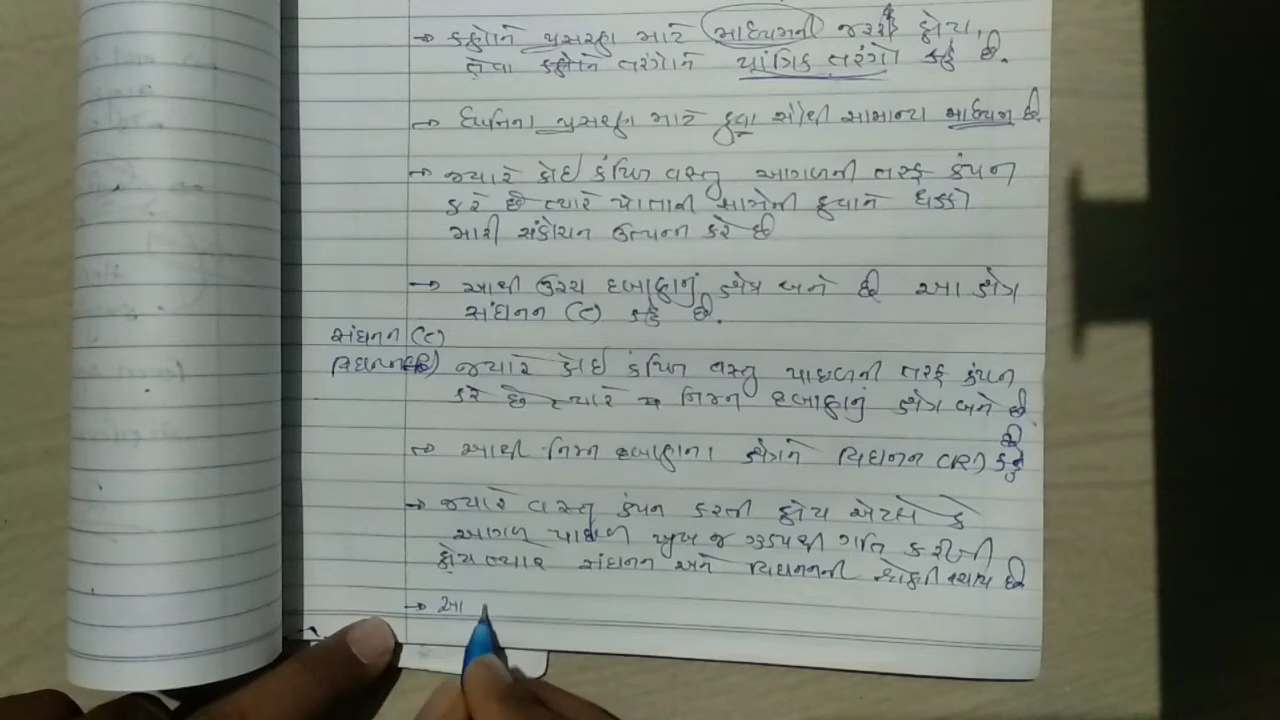 → કણોને પ્રસરણ માટે માધ્યમની જરૂર હોય,
તેવા તરંગોને યાંત્રિક તરંગો કહે છે.
→ ધ્વનિના પ્રસરણ માટે હવા સૌથી સામાન્ય માધ્યમ છે.
→ જ્યારે કોઈ કંપિત વસ્તુ આગળની તરફ કંપન
કરે છે ત્યારે પોતાની સામેની હવાને ધક્કો
મારી સંકોચન ઉત્પન્ન કરે છે
→ આથી ઉચ્ચ દબાણનું ક્ષેત્ર બને છે આ ક્ષેત્ર
સંઘનન (C) કહે છે.
સંઘનન (C)
વિઘનન
જ્યારે કોઈ કંપિત વસ્તુ પાછળની તરફ કંપન
કરે છે ત્યારે નિમ્ન દબાણનું ક્ષેત્ર બને છે
→ આથી નિમ્ન દબાણના ક્ષેત્રને વિઘનન (R) કહે છે
→ જ્યારે વસ્તુ કંપન કરતી હોય એટલે કે
આગળ પાછળ ખુબ જ ઝડપથી ગતિ કરતી
હોય ત્યારે સંઘનન અને વિઘનનની શ્રેણી રચાય છે
→ આ